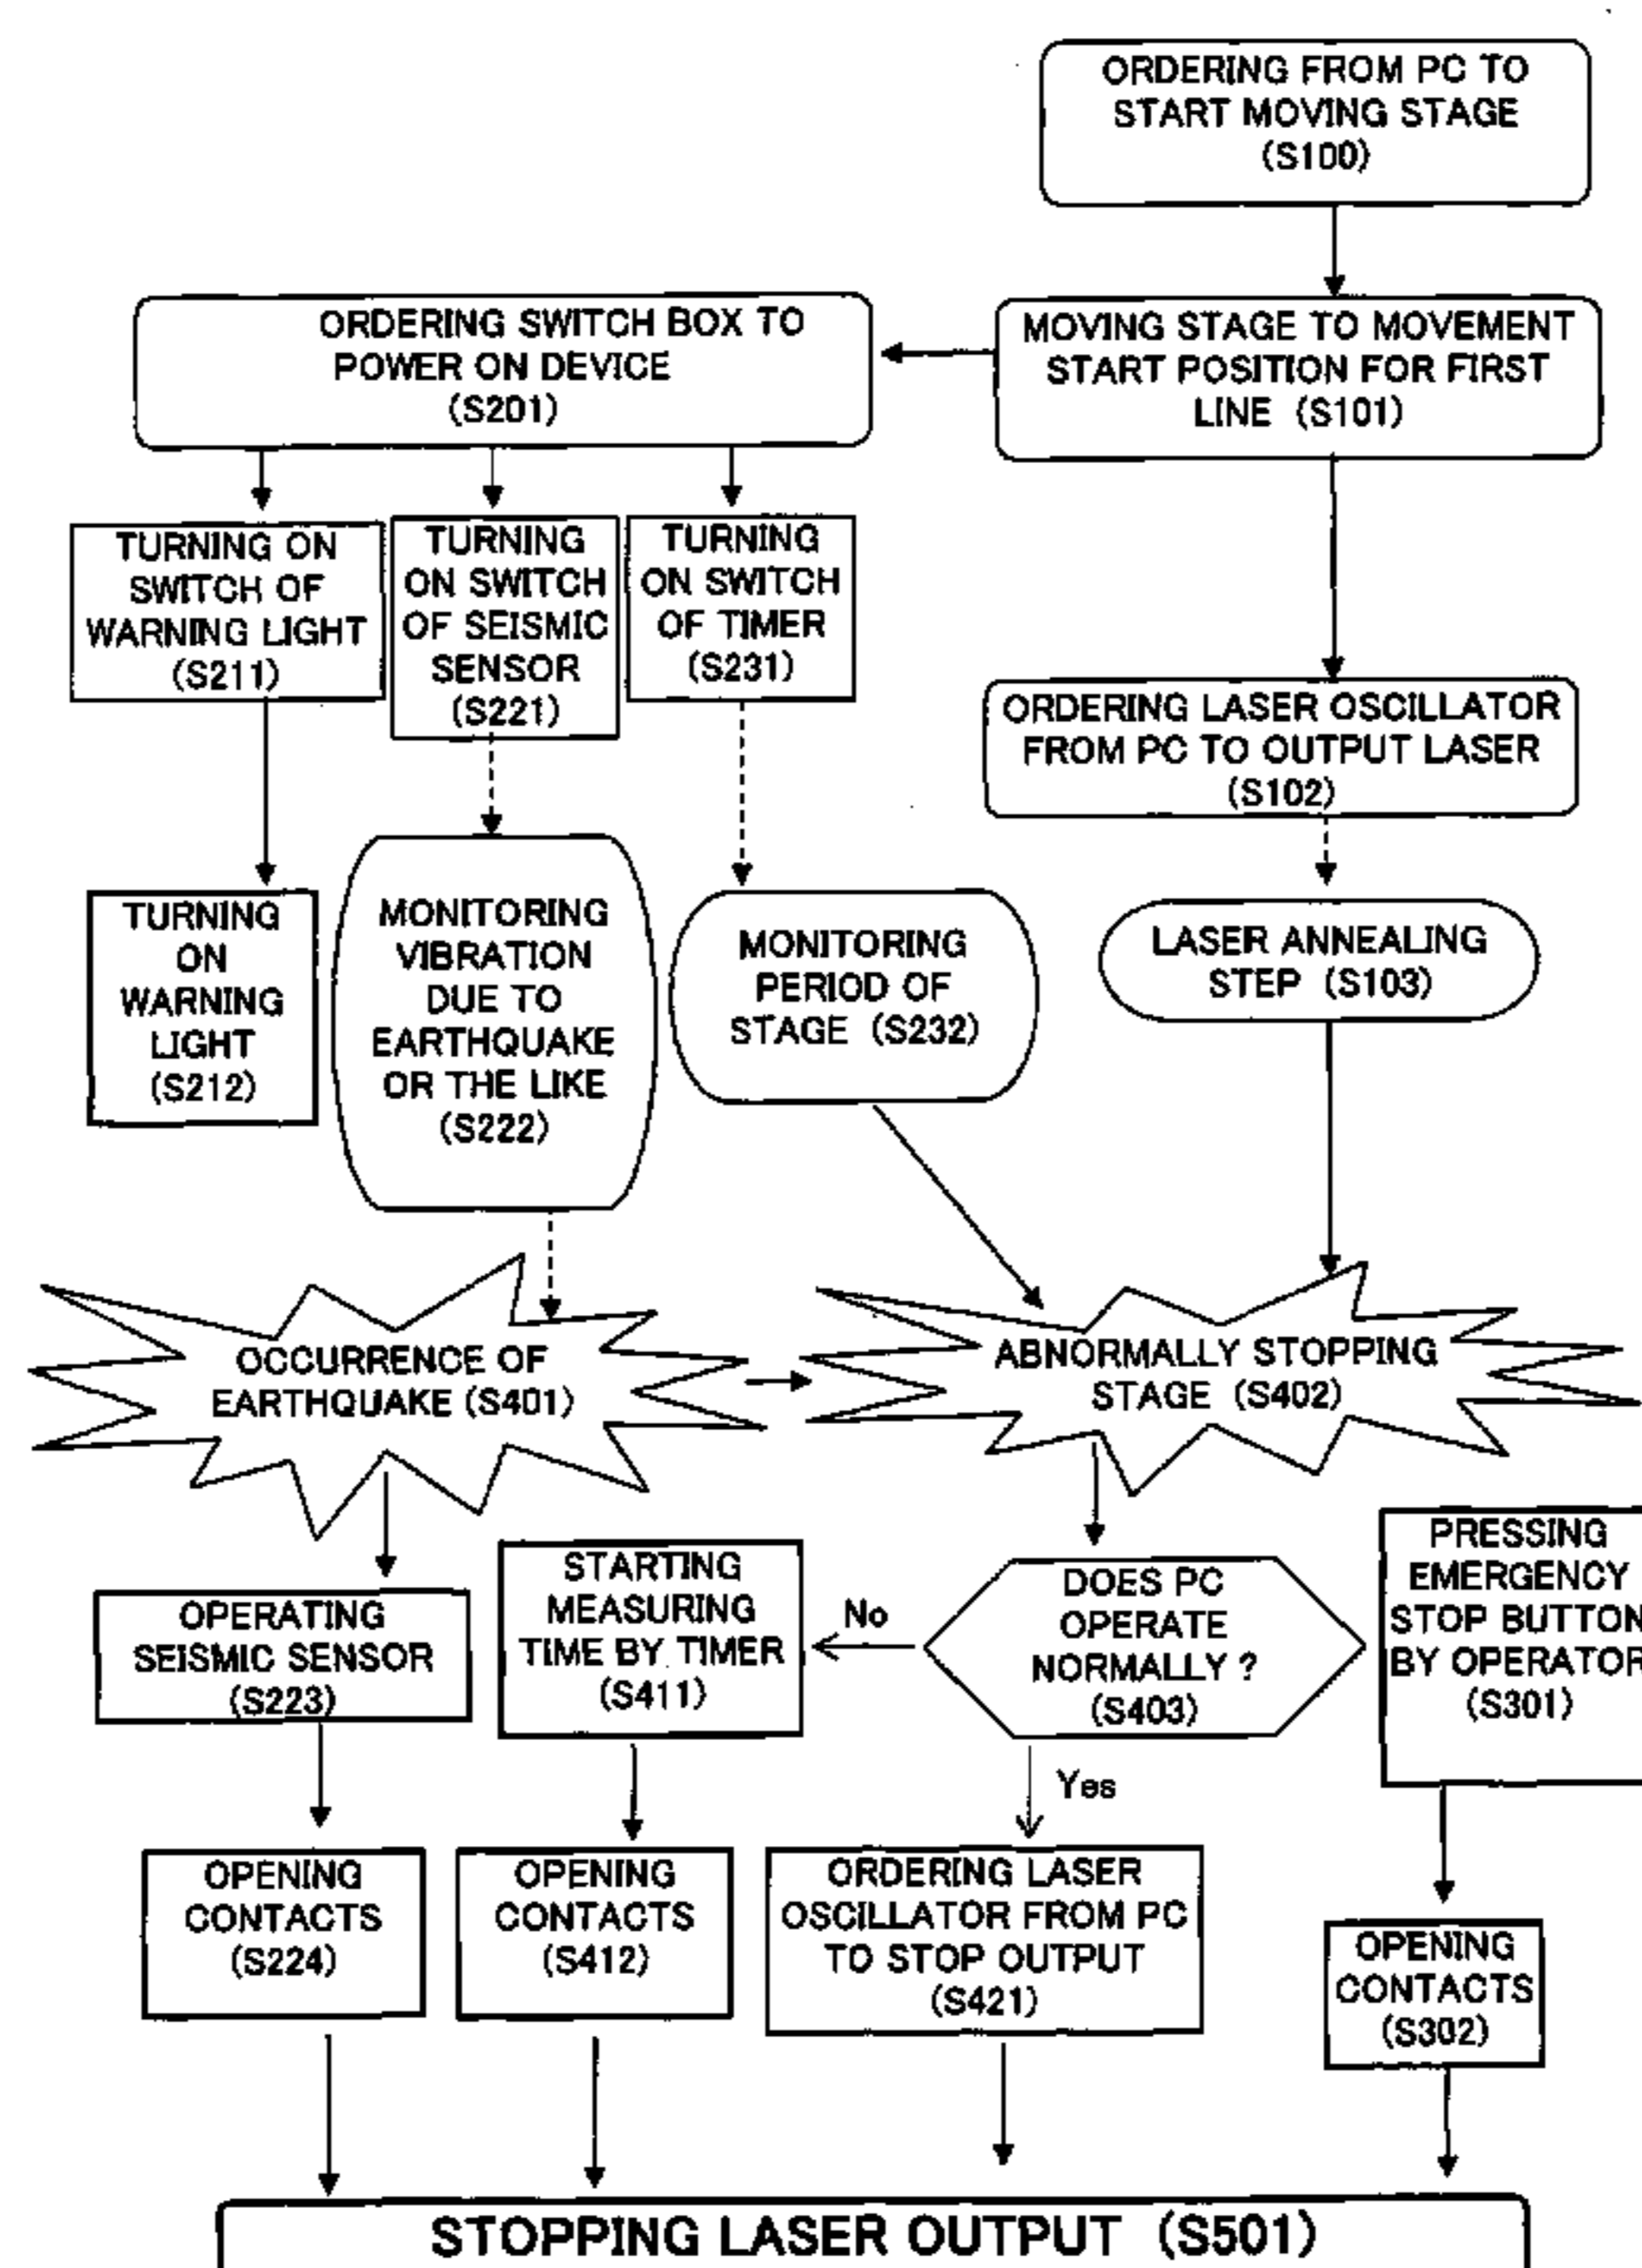 ORDERING FROM PC TO
START MOVING STAGE
(S100)
ORDERING SWITCH BOX TO
POWER ON DEVICE
(S201)
MOVING STAGE TO MOVEMENT
START POSITION FOR FIRST
LINE (S101)
TURNING ON
SWITCH OF
WARNING LIGHT
(S211)
TURNING
ON SWITCH
OF SEISMIC
SENSOR
(S221)
TURNING
ON SWITCH
OF TIMER
(S231)
ORDERING LASER OSCILLATOR
FROM PC TO OUTPUT LASER
(S102)
TURNING
ON
WARNING
LIGHT
(S212)
MONITORING
VIBRATION
DUE TO
EARTHQUAKE
OR THE LIKE
(S222)
MONITORING
PERIOD OF
STAGE (S232)
LASER ANNEALING
STEP (S103)
OCCURRENCE OF
EARTHQUAKE (S401)
ABNORMALLY STOPPING
STAGE (S402)
OPERATING
SEISMIC SENSOR
(S223)
STARTING
MEASURING
TIME BY TIMER
(S411)
No
DOES PC
OPERATE
NORMALLY ?
(S403)
PRESSING
EMERGENCY
STOP BUTTON
BY OPERATOR
(S301)
Yes
OPENING
CONTACTS
(S224)
OPENING
CONTACTS
(S412)
ORDERING LASER
OSCILLATOR FROM PC
TO STOP OUTPUT
(S421)
OPENING
CONTACTS
(S302)
STOPPING LASER OUTPUT (S501)